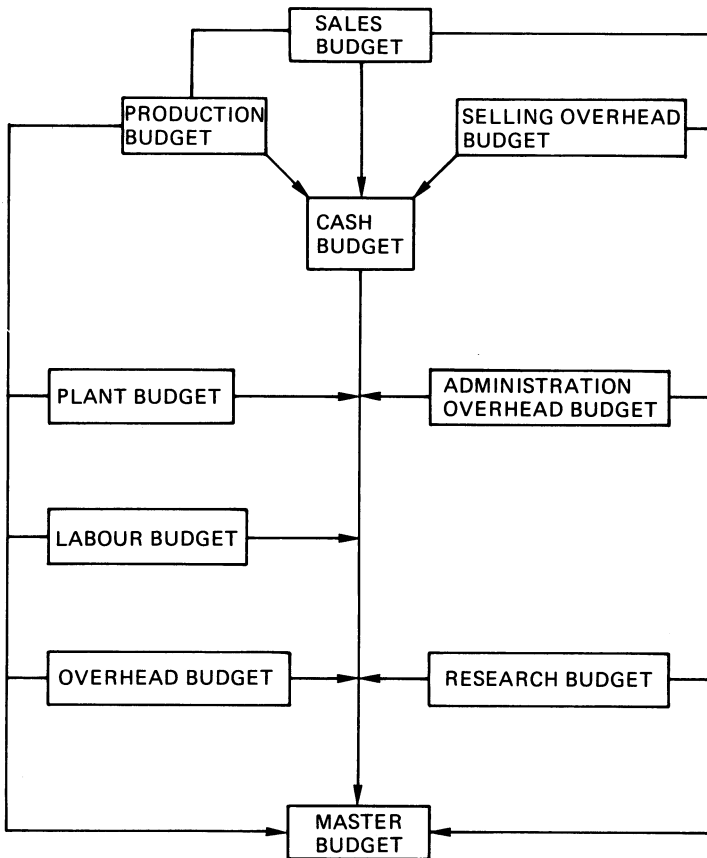 SALES
BUDGET
PRODUCTION
BUDGET
SELLING OVERHEAD
BUDGET
CASH
BUDGET
PLANT BUDGET
ADMINISTRATION
OVERHEAD BUDGET
LABOUR BUDGET
OVERHEAD BUDGET
RESEARCH BUDGET
MASTER
BUDGET